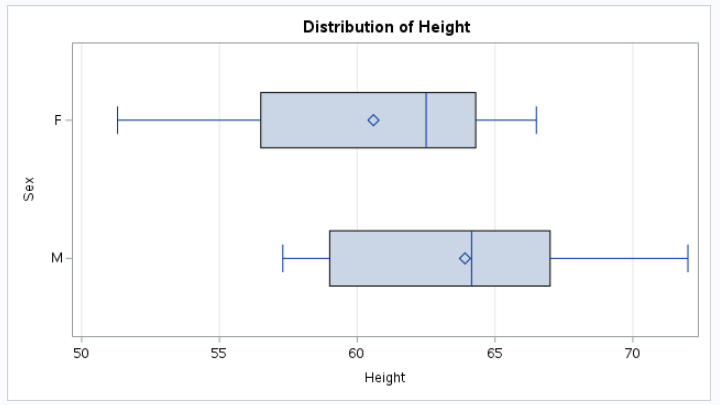 Distribution of Height
F
M
Sex
50 55 60 65 70
Height